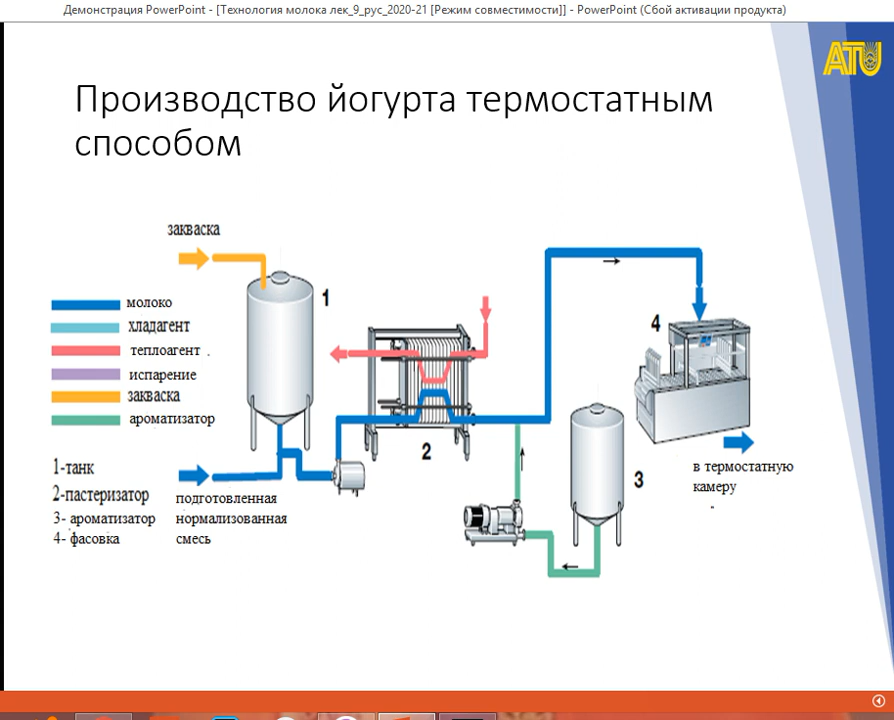 Демонстрация PowerPoint - [Технология молока лек_9_рус_2020-21 [Режим совместимости]] - PowerPoint (Сбой активации продукта)
ATU
Производство йогурта термостатным
способом
закваска
1
молоко
хладагент
теплоагент .
испарение
закваска
ароматизатор
4
2
3
1-танк
2-пастеризатор
3- ароматизатор
4- фасовка
подготовленная
нормализованная
смесь
в термостатную
камеру